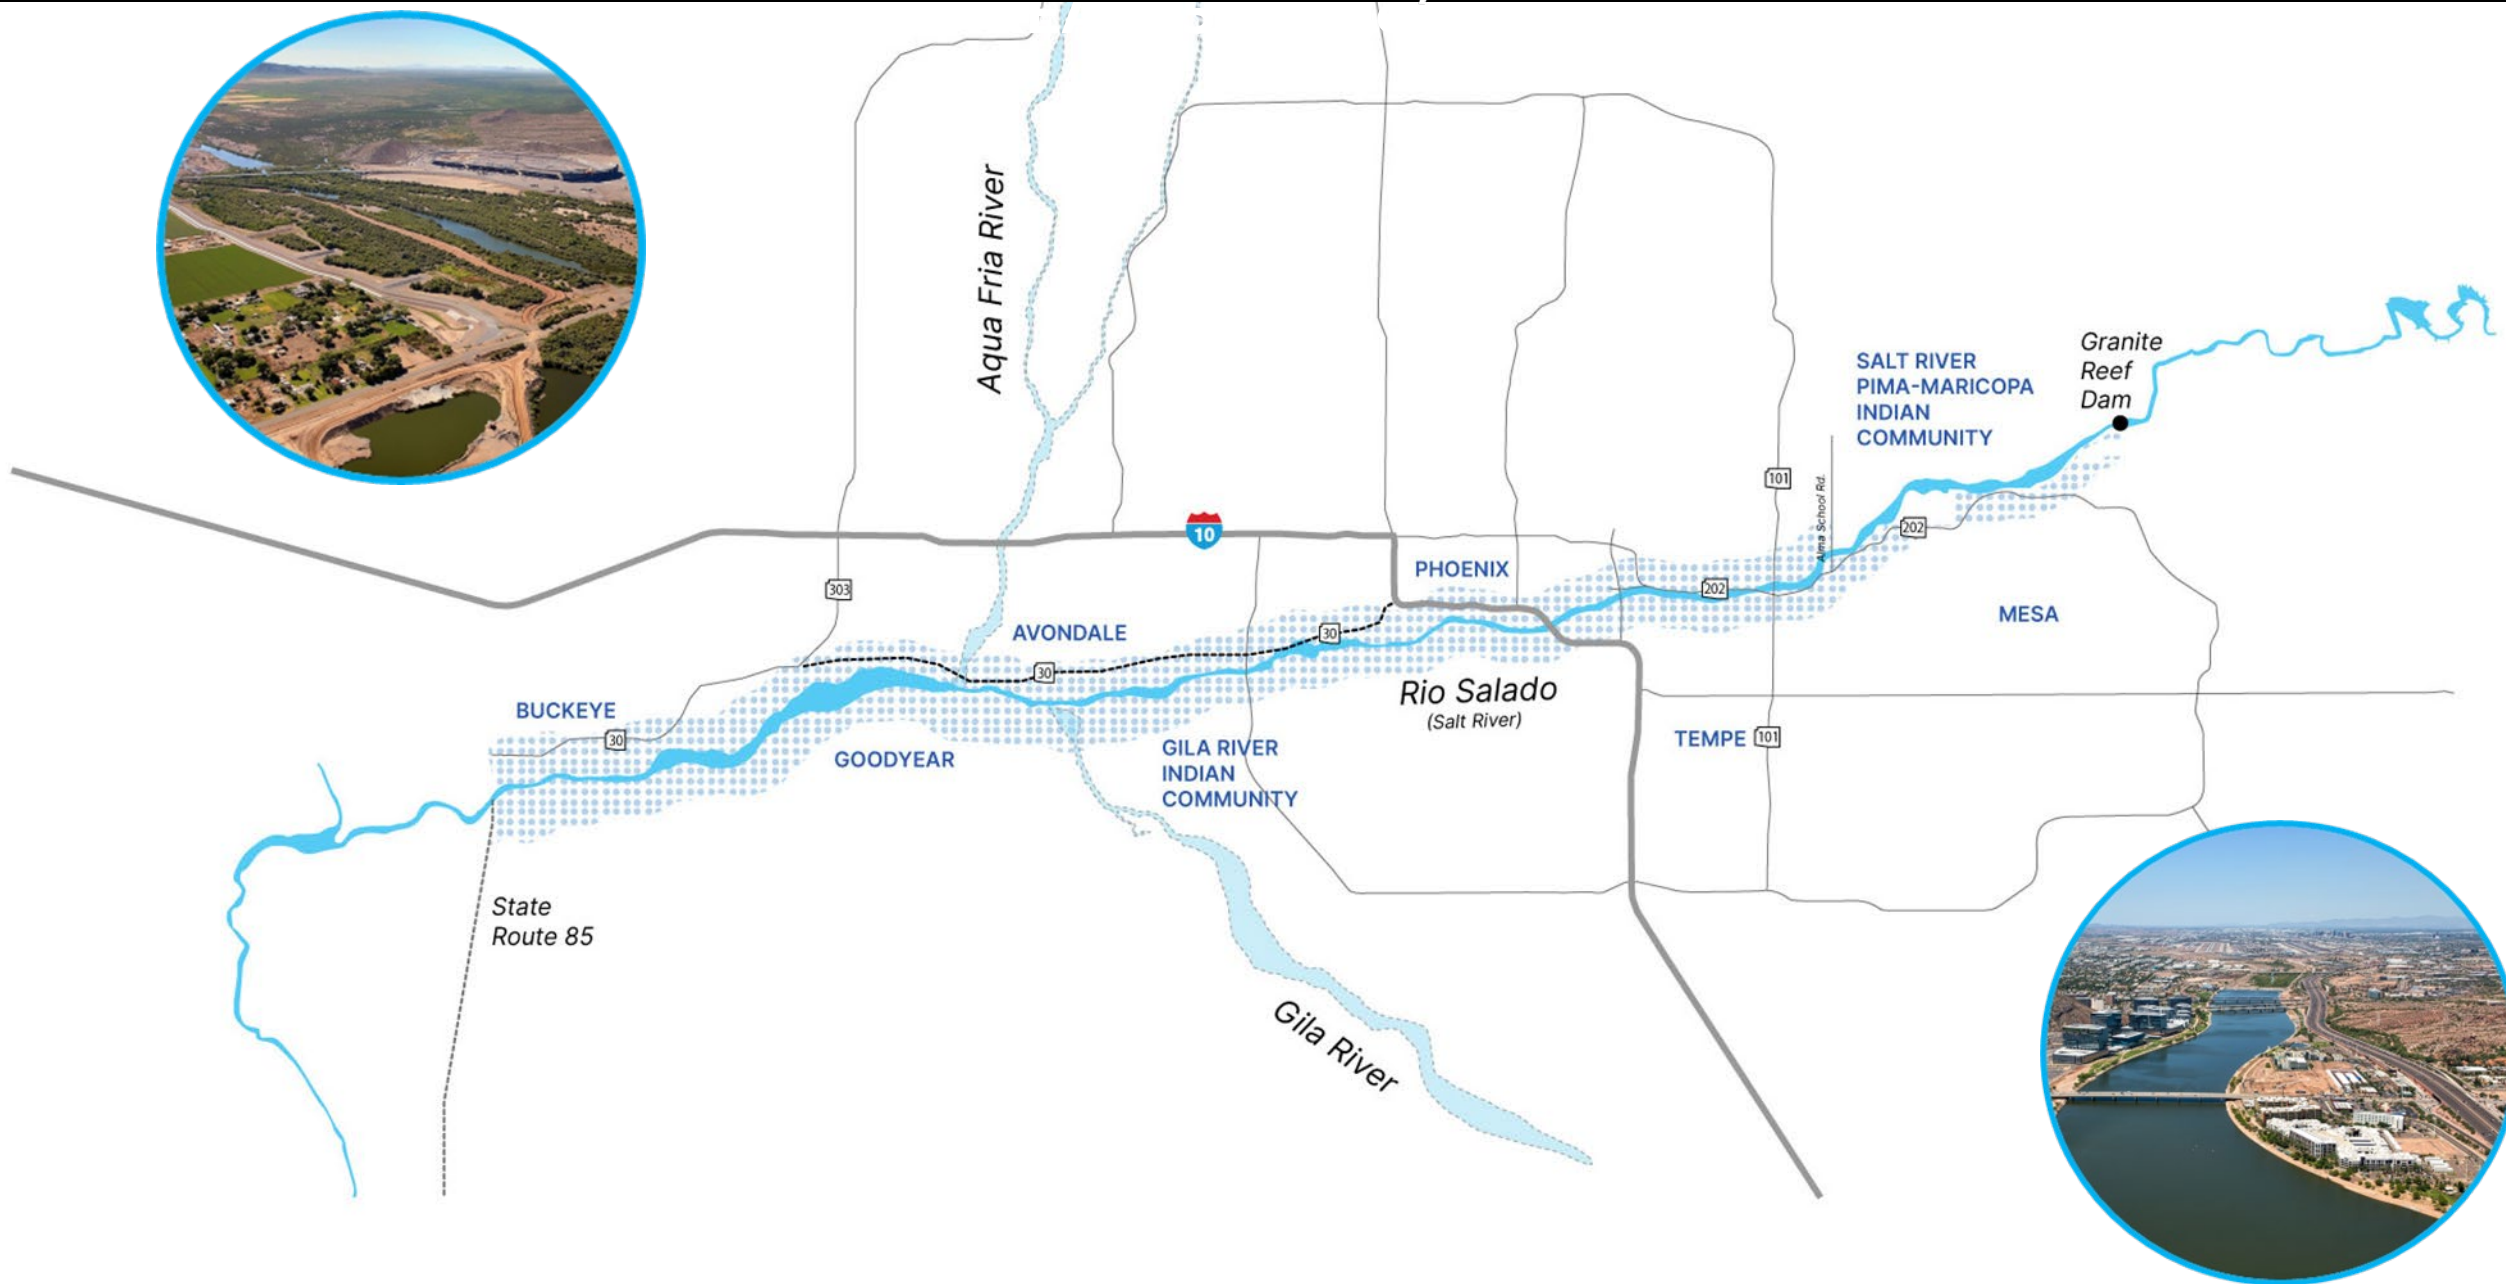 Aqua Fria River
Granite
Reef
Dam
SALT RIVER
PIMA-MARICOPA
INDIAN
COMMUNITY
101
Alma School Rd.
202
10
PHOENIX
303
202
MESA
AVONDALE
30
30
Rio Salado
(Salt River)
BUCKEYE
30
GOODYEAR
GILA RIVER
INDIAN
COMMUNITY
TEMPE
101
State
Route 85
Gila River